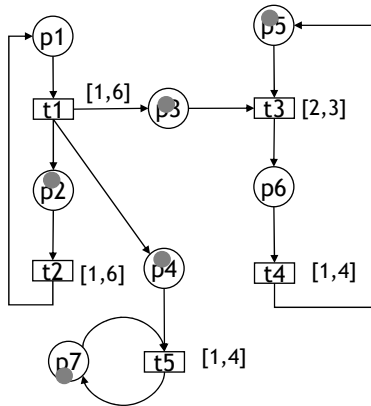 p1
p5
t1 [1,6]
p3
t3 [2,3]
p2
p6
p4
t2 [1,6]
t4 [1,4]
p7
t5 [1,4]